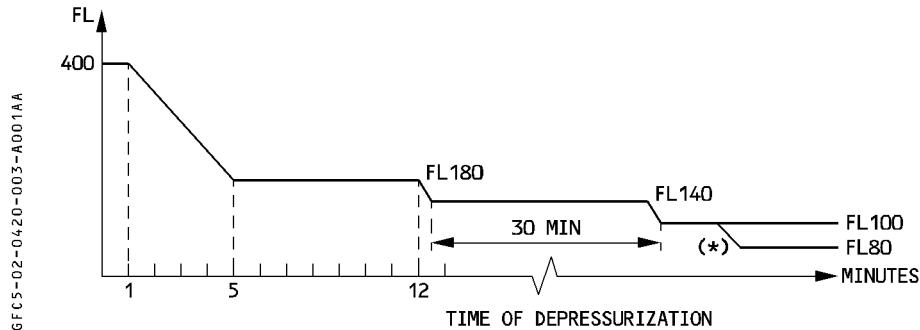 FL
400
FL180
FL140
30 MIN
FL100
(*)
FL80
MINUTES
1 5 12
TIME OF DEPRESSURIZATION
GFC5-02-0420-003-A001AA